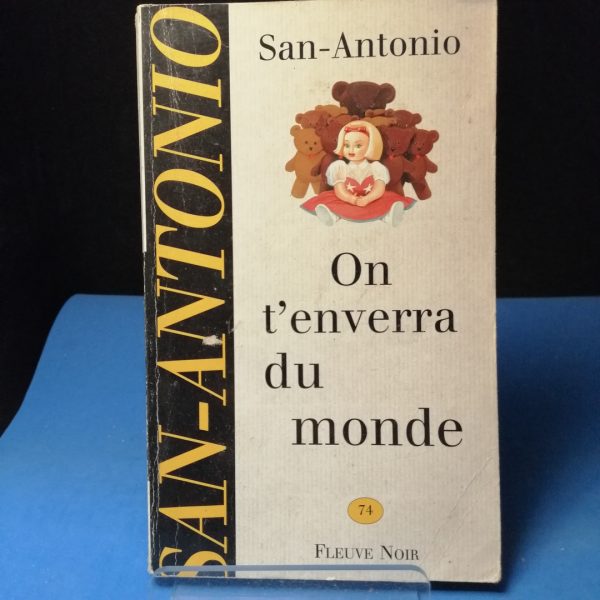 SAN-ANTONIO
San-Antonio
On
t'enverra
du
monde
74
FLEUVE NOIR